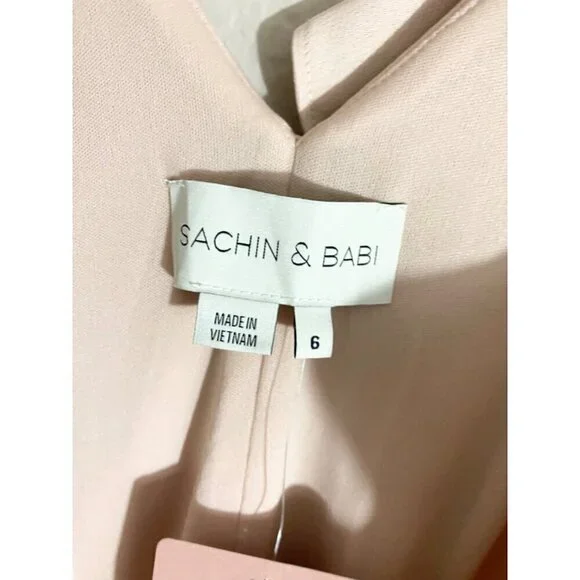 SACHIN & BABI
MADE IN
VIETNAM
6